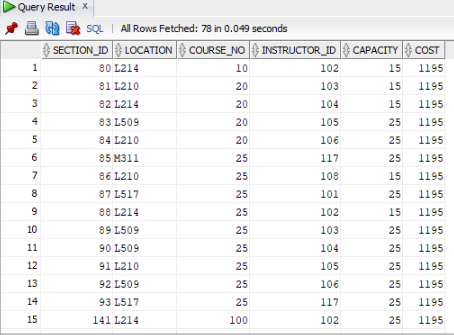 Query Result x
SQL | All Rows Fetched: 78 in 0.049 seconds
SECTION_ID LOCATION COURSE_NO INSTRUCTOR_ID CAPACITY COST
1 80 L214 10 102 15 1195
2 81 L210 20 103 15 1195
3 82 L214 20 104 15 1195
4 83 L509 20 105 25 1195
5 84 L210 20 106 25 1195
6 85 M311 25 117 25 1195
7 86 L210 25 108 15 1195
8 87 L517 25 101 25 1195
9 88 L214 25 102 15 1195
10 89 L509 25 103 25 1195
11 90 L509 25 104 25 1195
12 91 L210 25 105 25 1195
13 92 L509 25 106 25 1195
14 93 L517 25 117 25 1195
15 141 L214 100 102 25 1195